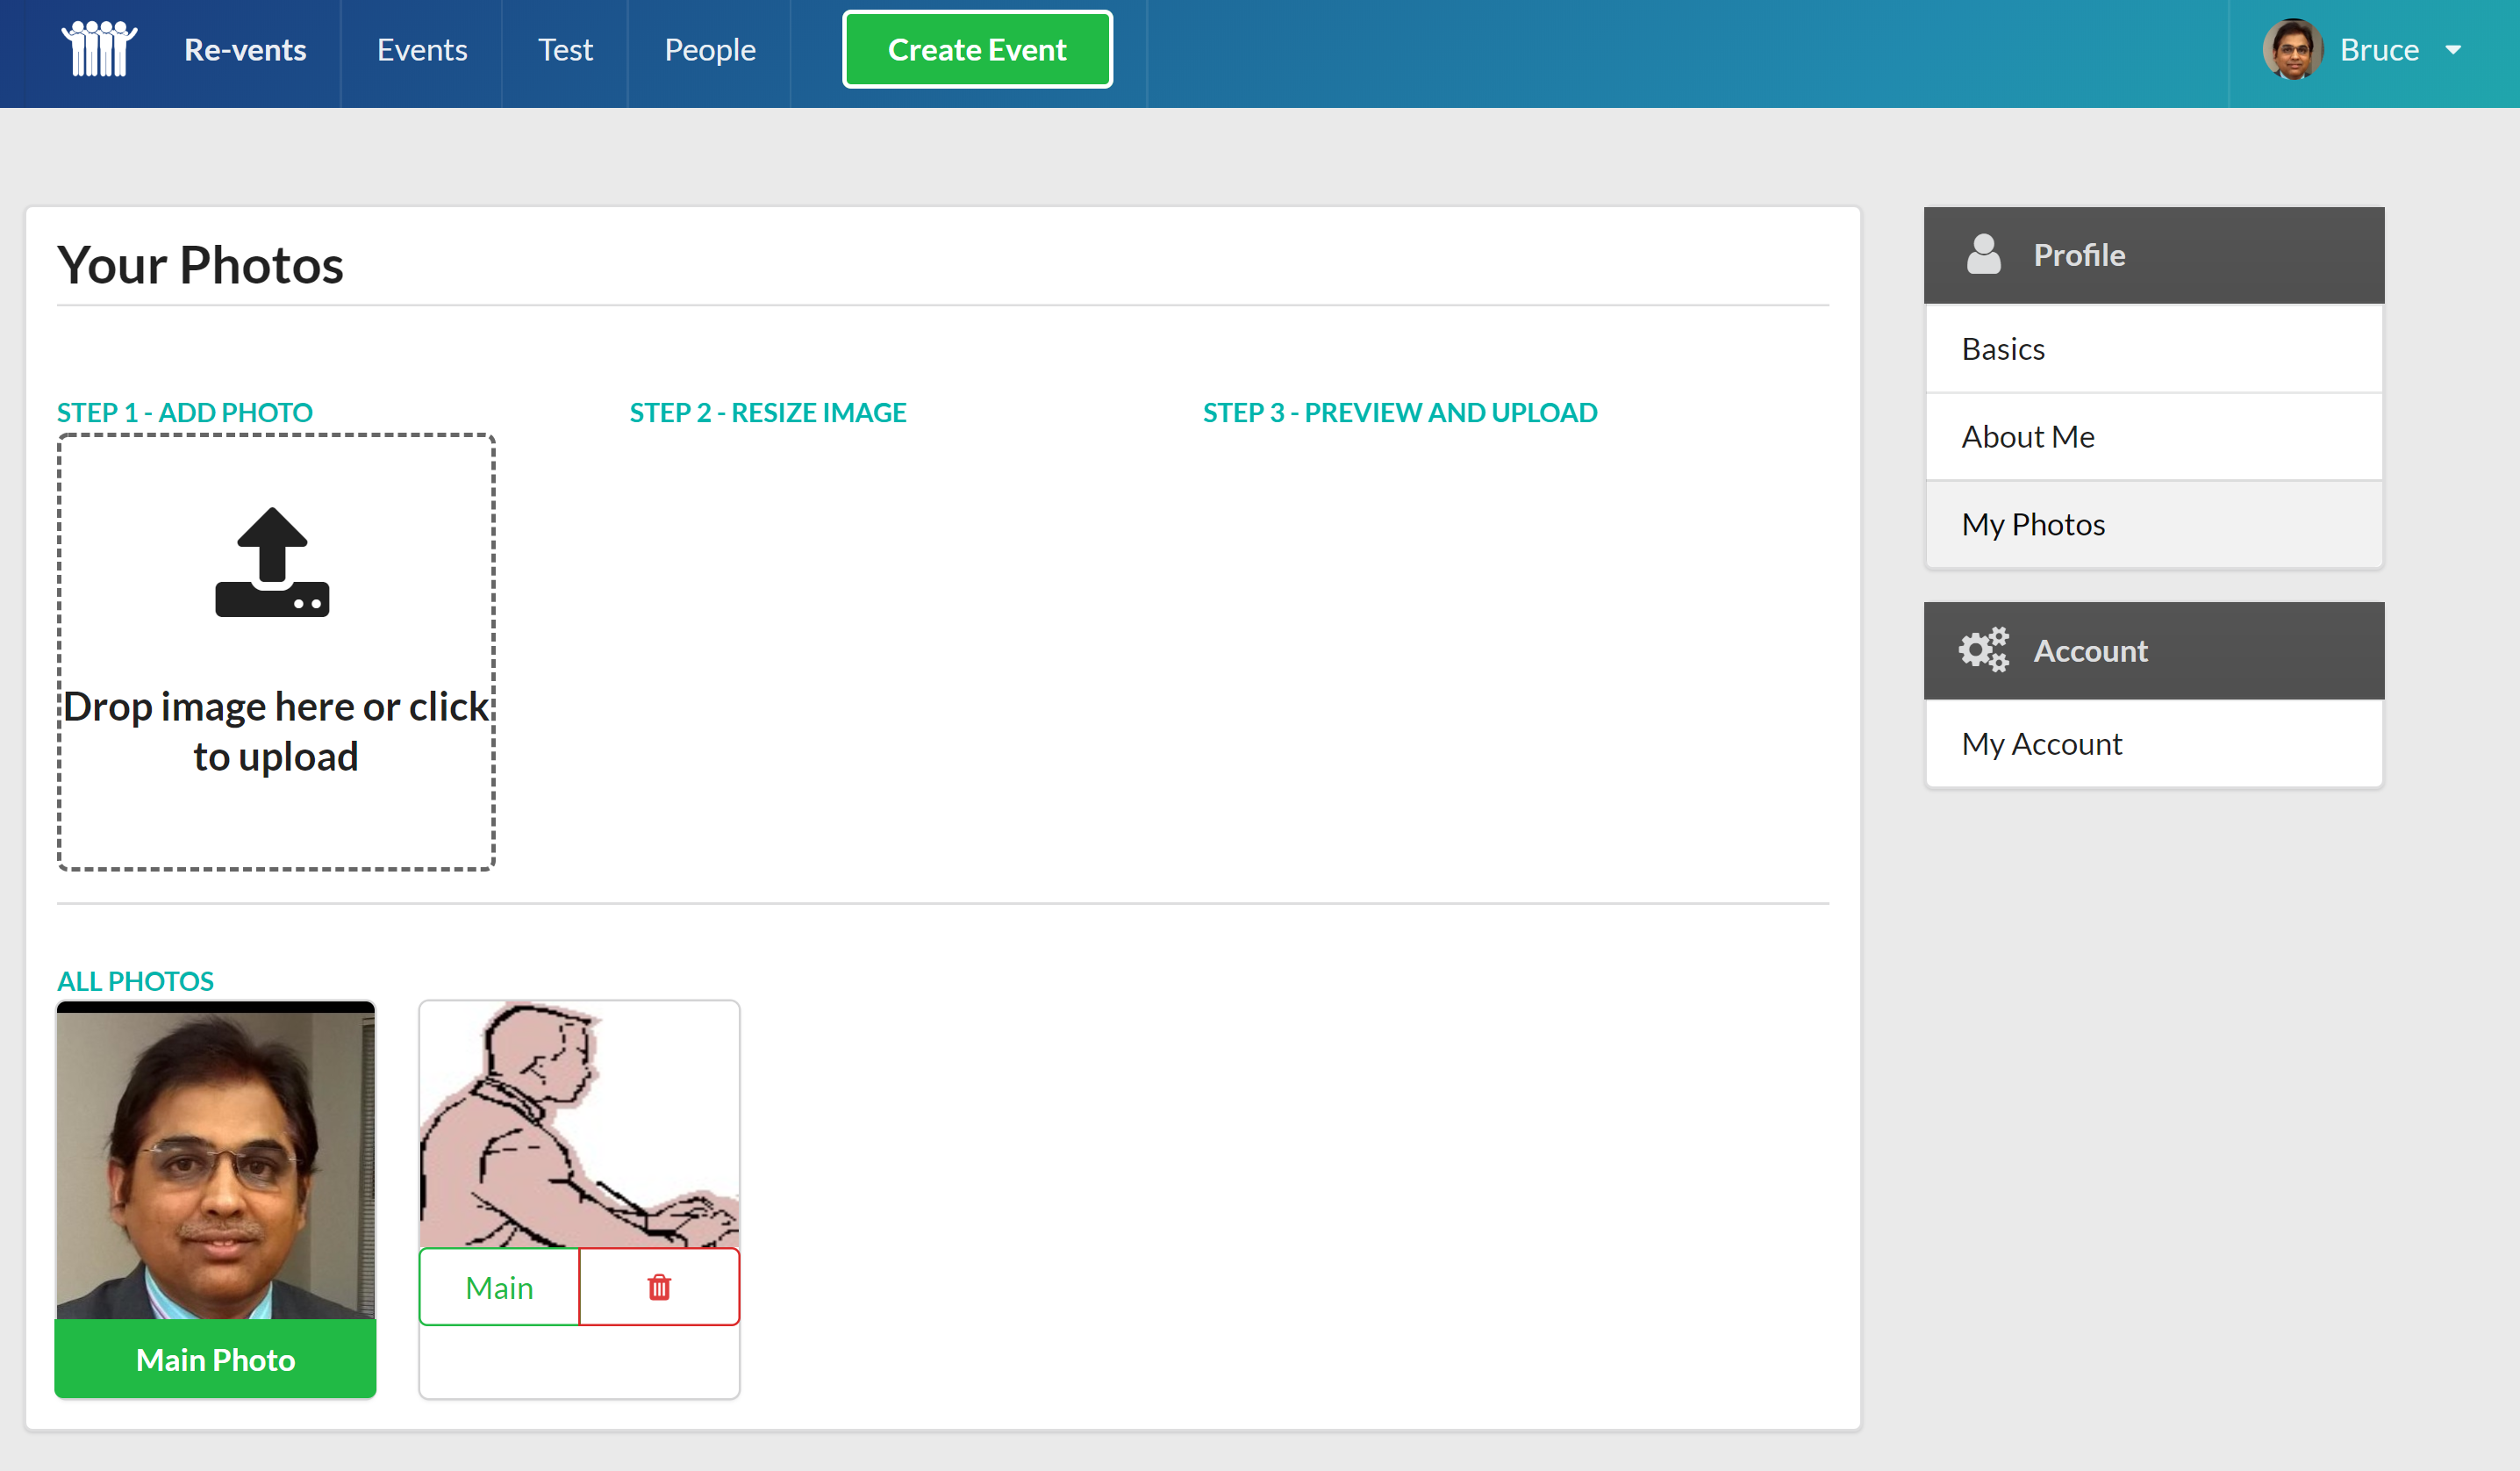 Re-vents
Events
Test
People
Create Event
Bruce
Your Photos
STEP 1 - ADD PHOTO
STEP 2 - RESIZE IMAGE
STEP 3 - PREVIEW AND UPLOAD
Drop image here or click
to upload
ALL PHOTOS
Main Photo
Main
Profile
Basics
About Me
My Photos
Account
My Account